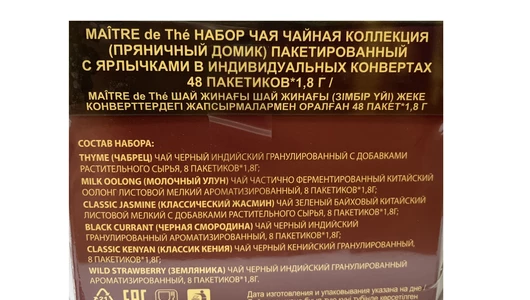 MAÎTRE de Thé НАБОР ЧАЯ ЧАЙНАЯ КОЛЛЕКЦИЯ
(ПРЯНИЧНЫЙ ДОМИК) ПАКЕТИРОВАННЫЙ
С ЯРЛЫЧКАМИ В ИНДИВИДУАЛЬНЫХ КОНВЕРТАХ
48 ПАКЕТИКОВ*1,8 Г /
MAÎTRE de Thé ШАЙ ЖИНАҒЫ ШАЙ ЖИНАҒЫ (ЗІМБІР ҮЙІ) ЖЕКЕ
КОНВЕРТТЕРДЕГІ ЖАПСЫРМАЛАРМЕН ОРАЛҒАН 48 ПАКЕТ*1,8 Г
СОСТАВ НАБОРА:
THYME (ЧАБРЕЦ) ЧАЙ ЧЕРНЫЙ ИНДИЙСКИЙ ГРАНУЛИРОВАННЫЙ С ДОБАВКАМИ
РАСТИТЕЛЬНОГО СЫРЬЯ, 8 ПАКЕТИКОВ*1,8Г;
MILK OOLONG (МОЛОЧНЫЙ УЛУН) ЧАЙ ЧАСТИЧНО ФЕРМЕНТИРОВАННЫЙ КИТАЙСКИЙ
ООЛОНГ ЛИСТОВОЙ МЕЛКИЙ АРОМАТИЗИРОВАННЫЙ, 8 ПАКЕТИКОВ*1,8Г;
CLASSIC JASMINE (КЛАССИЧЕСКИЙ ЖАСМИН) ЧАЙ ЗЕЛЕНЫЙ БАЙХОВЫЙ КИТАЙСКИЙ
ЛИСТОВОЙ МЕЛКИЙ С ДОБАВКАМИ РАСТИТЕЛЬНОГО СЫРЬЯ, 8 ПАКЕТИКОВ*1,8Г;
BLACK CURRANT (ЧЕРНАЯ СМОРОДИНА) ЧАЙ ЧЕРНЫЙ ИНДИЙСКИЙ
ГРАНУЛИРОВАННЫЙ АРОМАТИЗИРОВАННЫЙ, 8 ПАКЕТИКОВ*1,8Г;
CLASSIC KENYAN (КЛАССИК КЕНИЯ) ЧАЙ ЧЕРНЫЙ КЕНИЙСКИЙ ГРАНУЛИРОВАННЫЙ,
8 ПАКЕТИКОВ*1,8Г;
WILD STRAWBERRY (ЗЕМЛЯНИКА) ЧАЙ ЧЕРНЫЙ ИНДИЙСКИЙ ГРАНУЛИРОВАННЫЙ
АРОМАТИЗИРОВАННЫЙ, 8 ПАКЕТИКОВ*1,8Г
EAC
Дата изготовления и упаковывания указана на дне